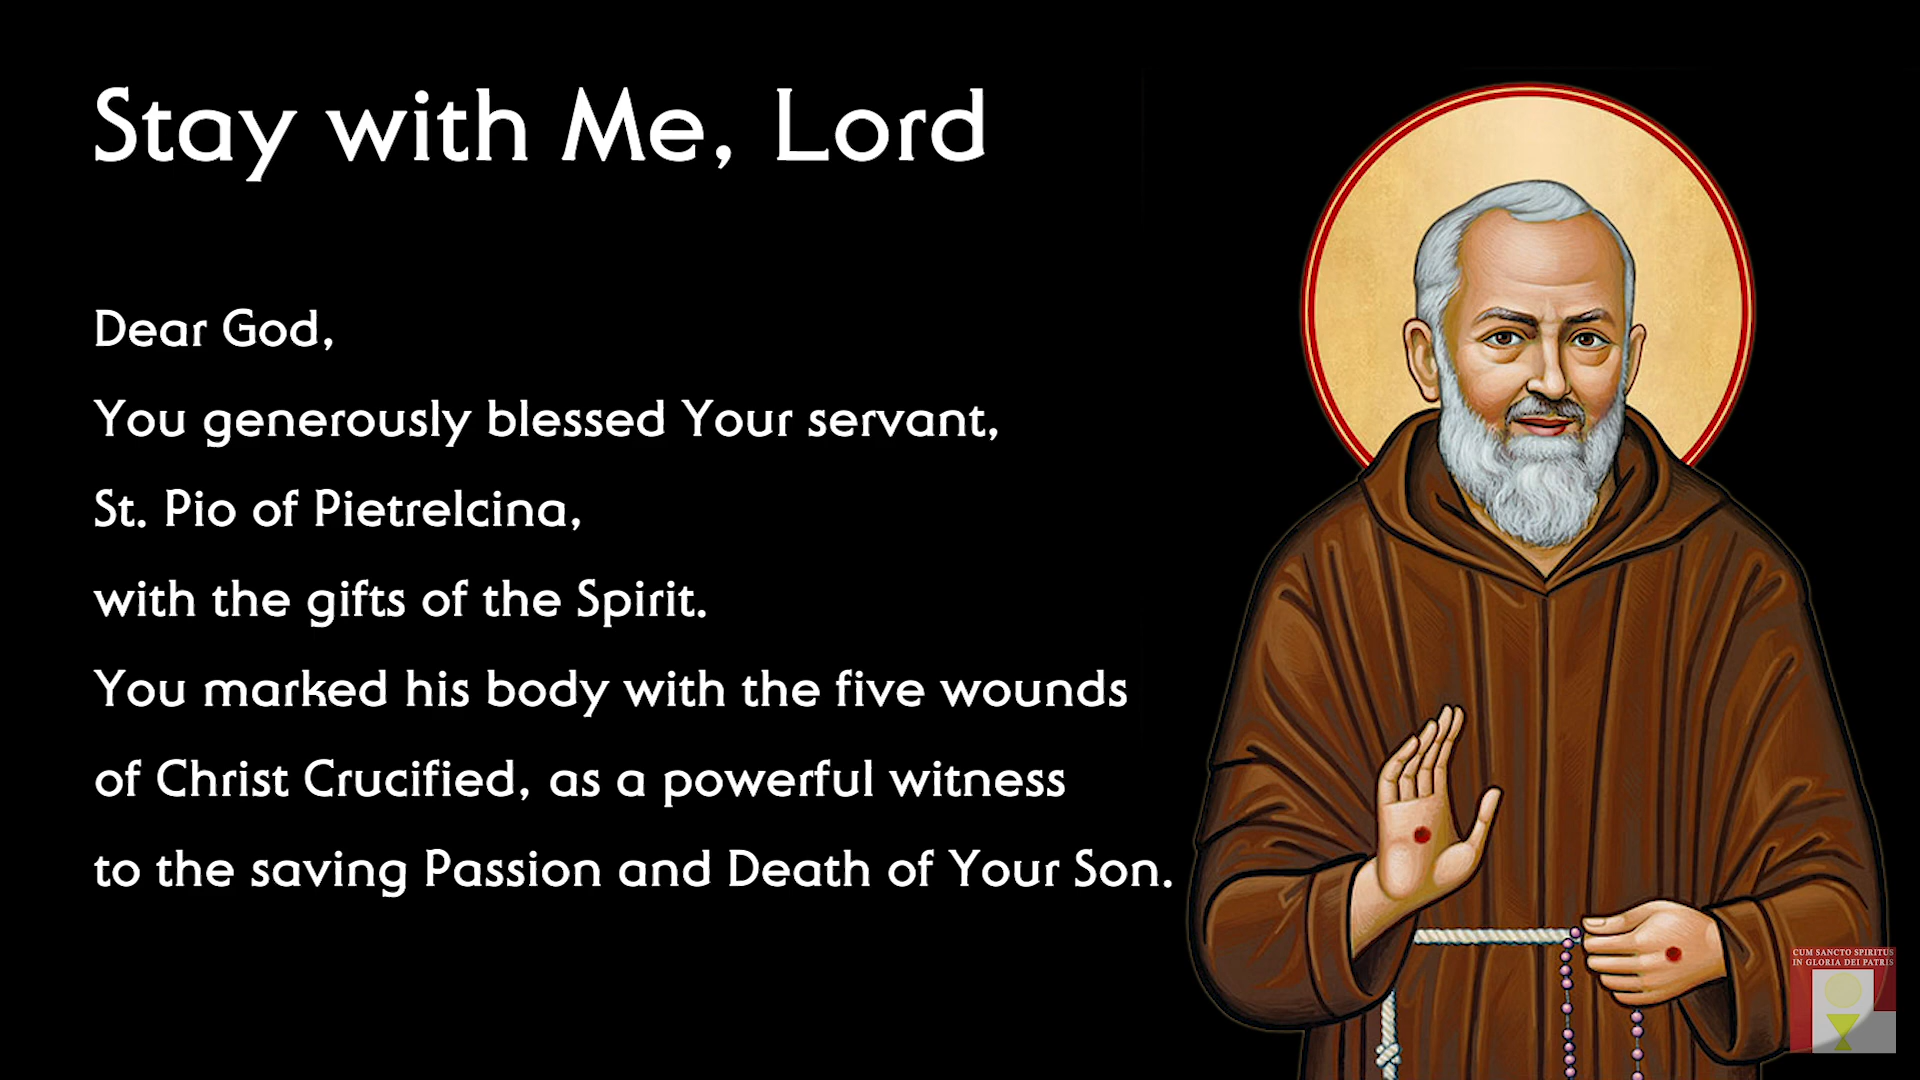 Stay with Me, Lord
Dear God,
You generously blessed Your servant,
St. Pio of Pietrelcina,
with the gifts of the Spirit.
You marked his body with the five wounds
of Christ Crucified, as a powerful witness
to the saving Passion and Death of Your Son.
CUM SANCTO SPIRITUS
IN GLORIA DEI PATRIS